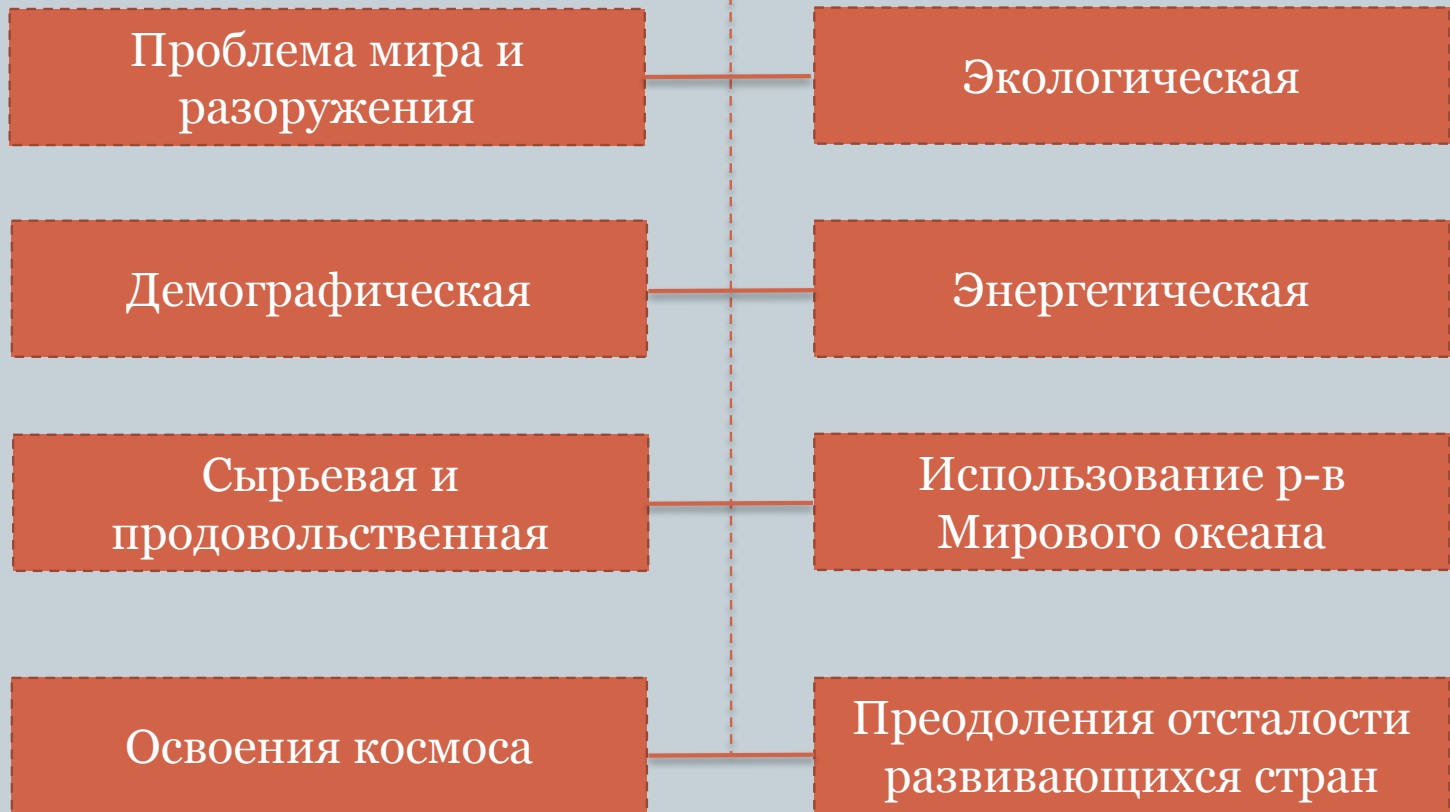 Проблема мира и
разоружения
Экологическая
Демографическая
Энергетическая
Сырьевая и
продовольственная
Использование р-в
Мирового океана
Освоения космоса
Преодоления отсталости
развивающихся стран